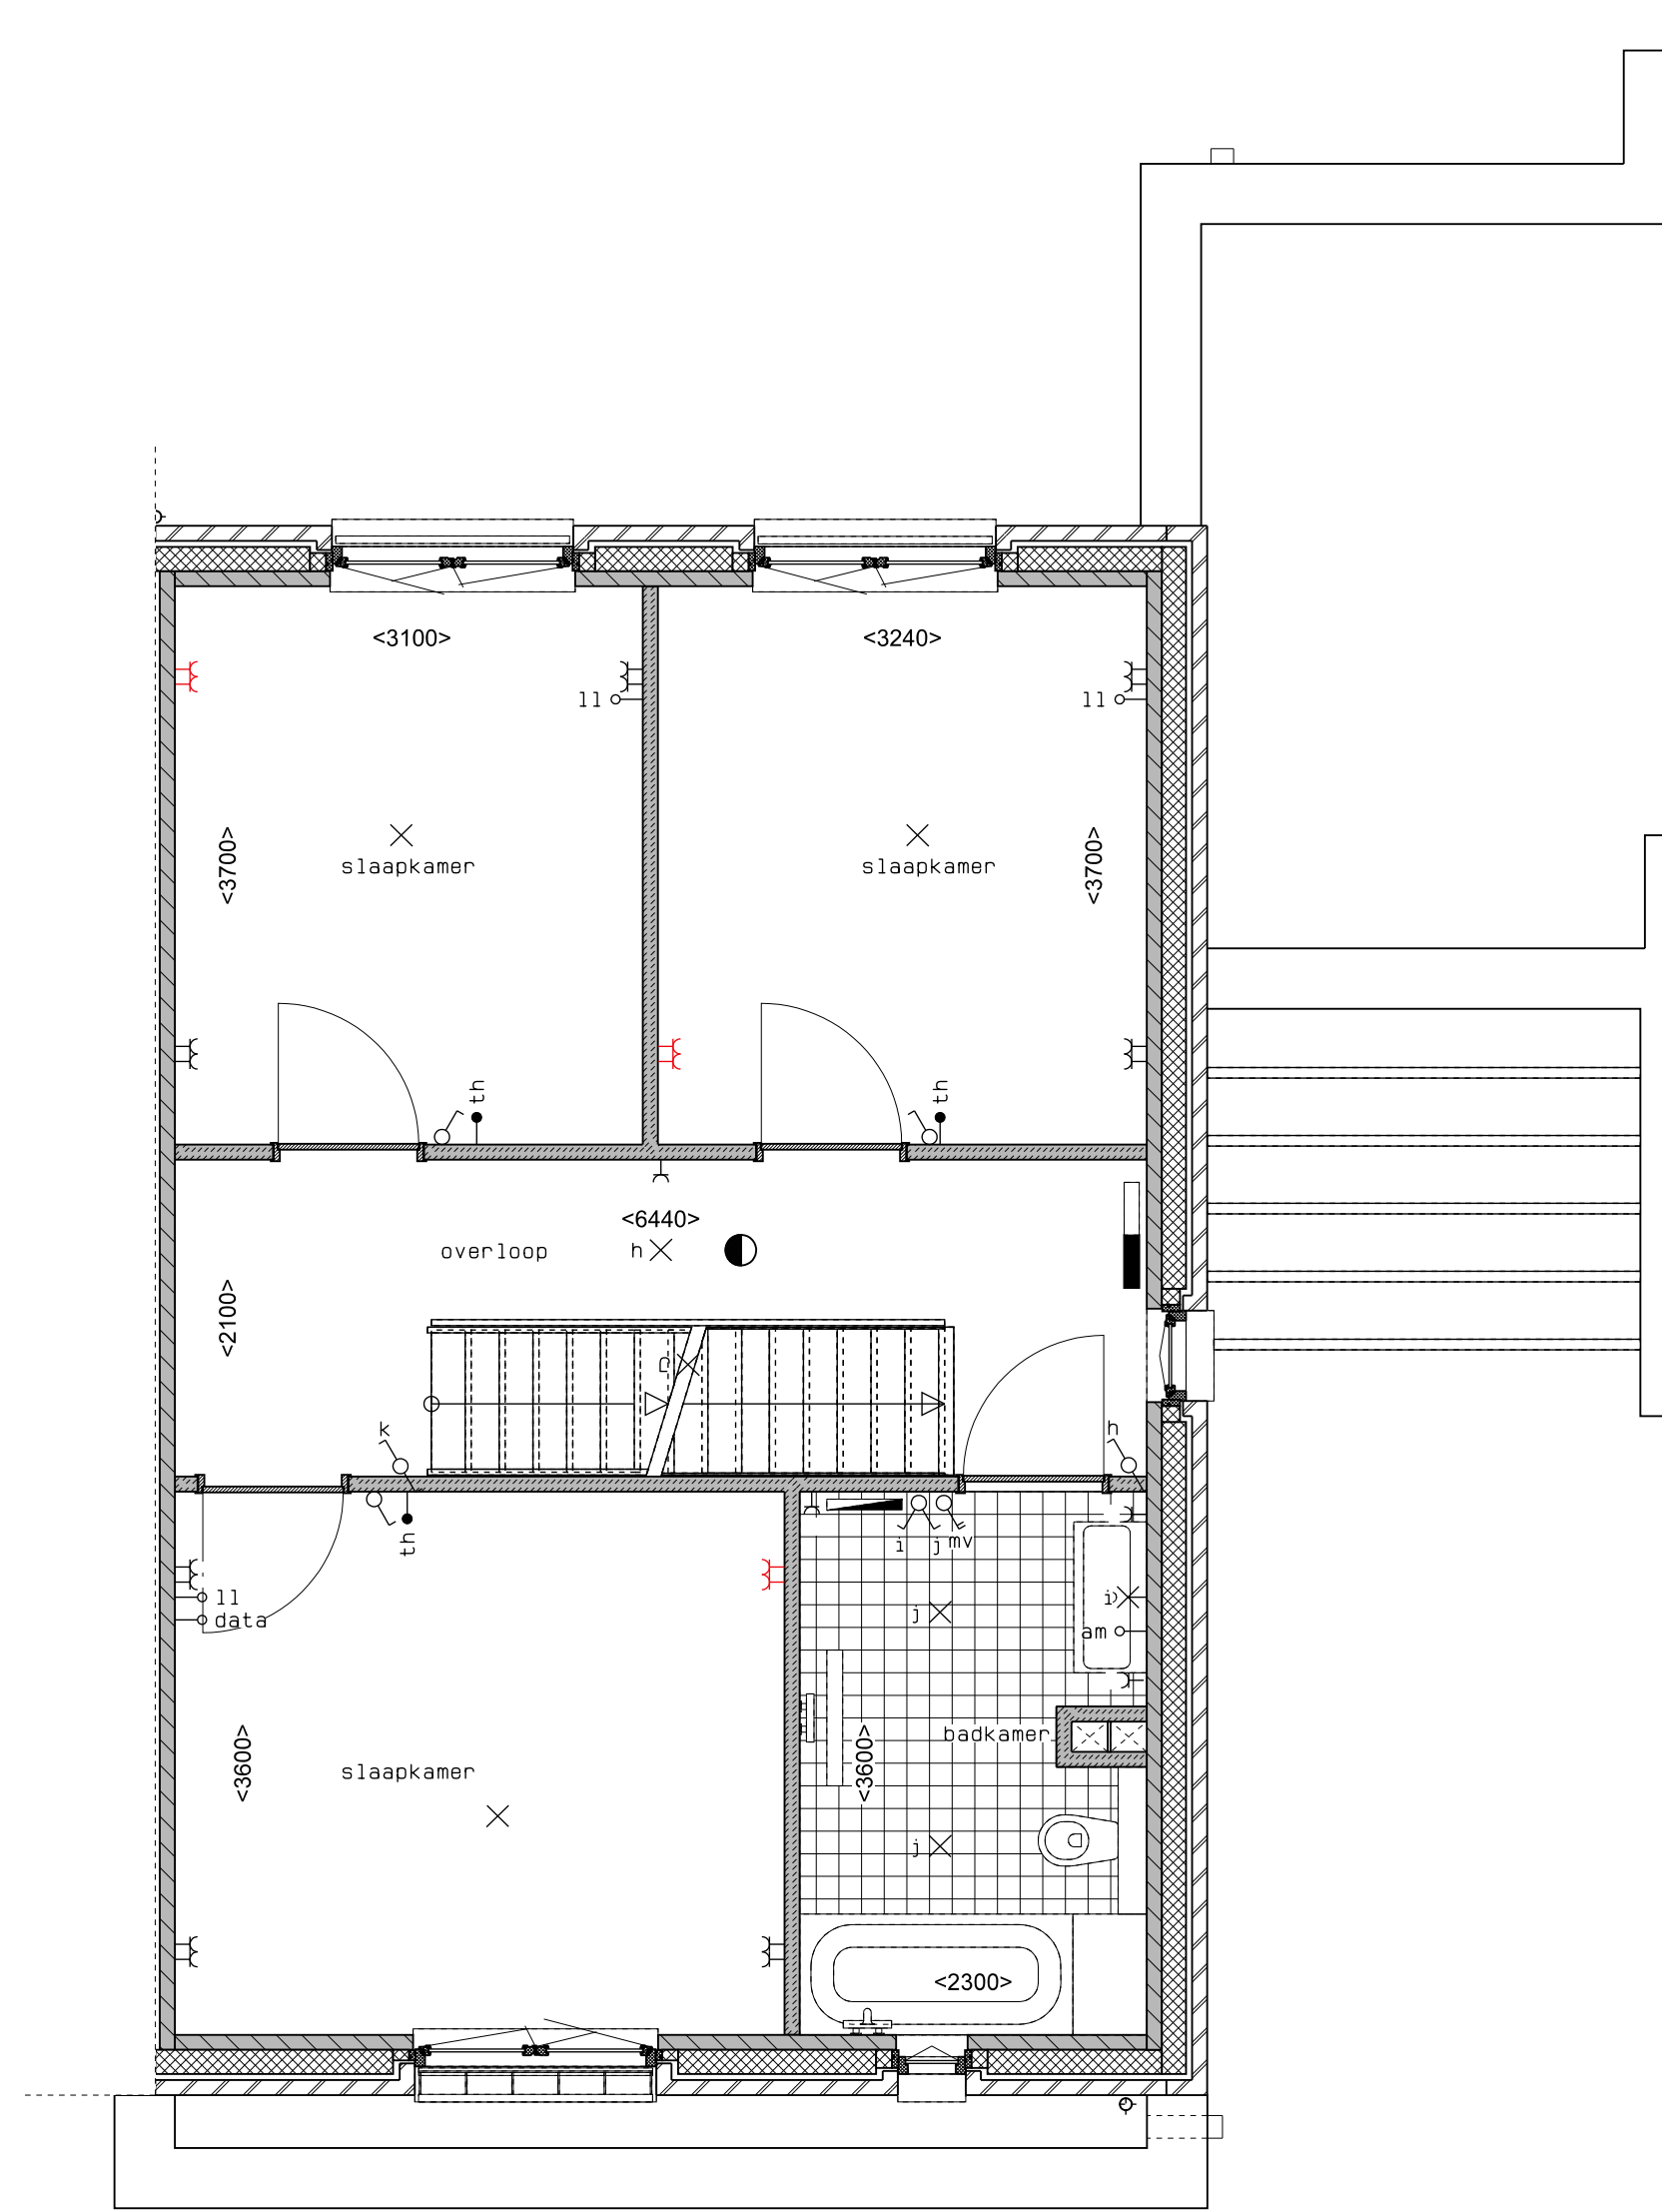 <3100>
<3240>
ll
ll
<3700>
<3700>
slaapkamer
slaapkamer
th
th
<6440>
overloop
h
<2100>
n
k
h
th
i
j
mv
ll
data
i
j
am
badkamer
<3600>
<3600>
slaapkamer
j
<2300>